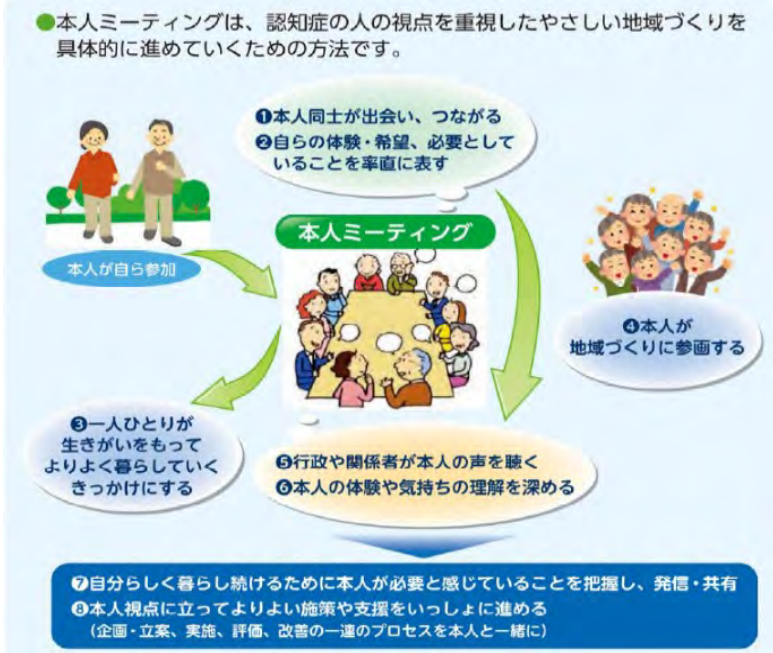 ●本人ミーティングは、認知症の人の視点を重視したやさしい地域づくりを
具体的に進めていくための方法です。
❶本人同士が出会い、つながる
❷自らの体験・希望、必要として
いることを率直に表す
本人が自ら参加
本人ミーティング
❹本人が
地域づくりに参画する
❸一人ひとりが
生きがいをもって
よりよく暮らしていく
きっかけにする
❺行政や関係者が本人の声を聴く
❻本人の体験や気持ちの理解を深める
❼自分らしく暮らし続けるために本人が必要と感じていることを把握し、発信・共有
❽本人視点に立ってよりよい施策や支援をいっしょに進める
（企画・立案、実施、評価、改善の一連のプロセスを本人と一緒に）